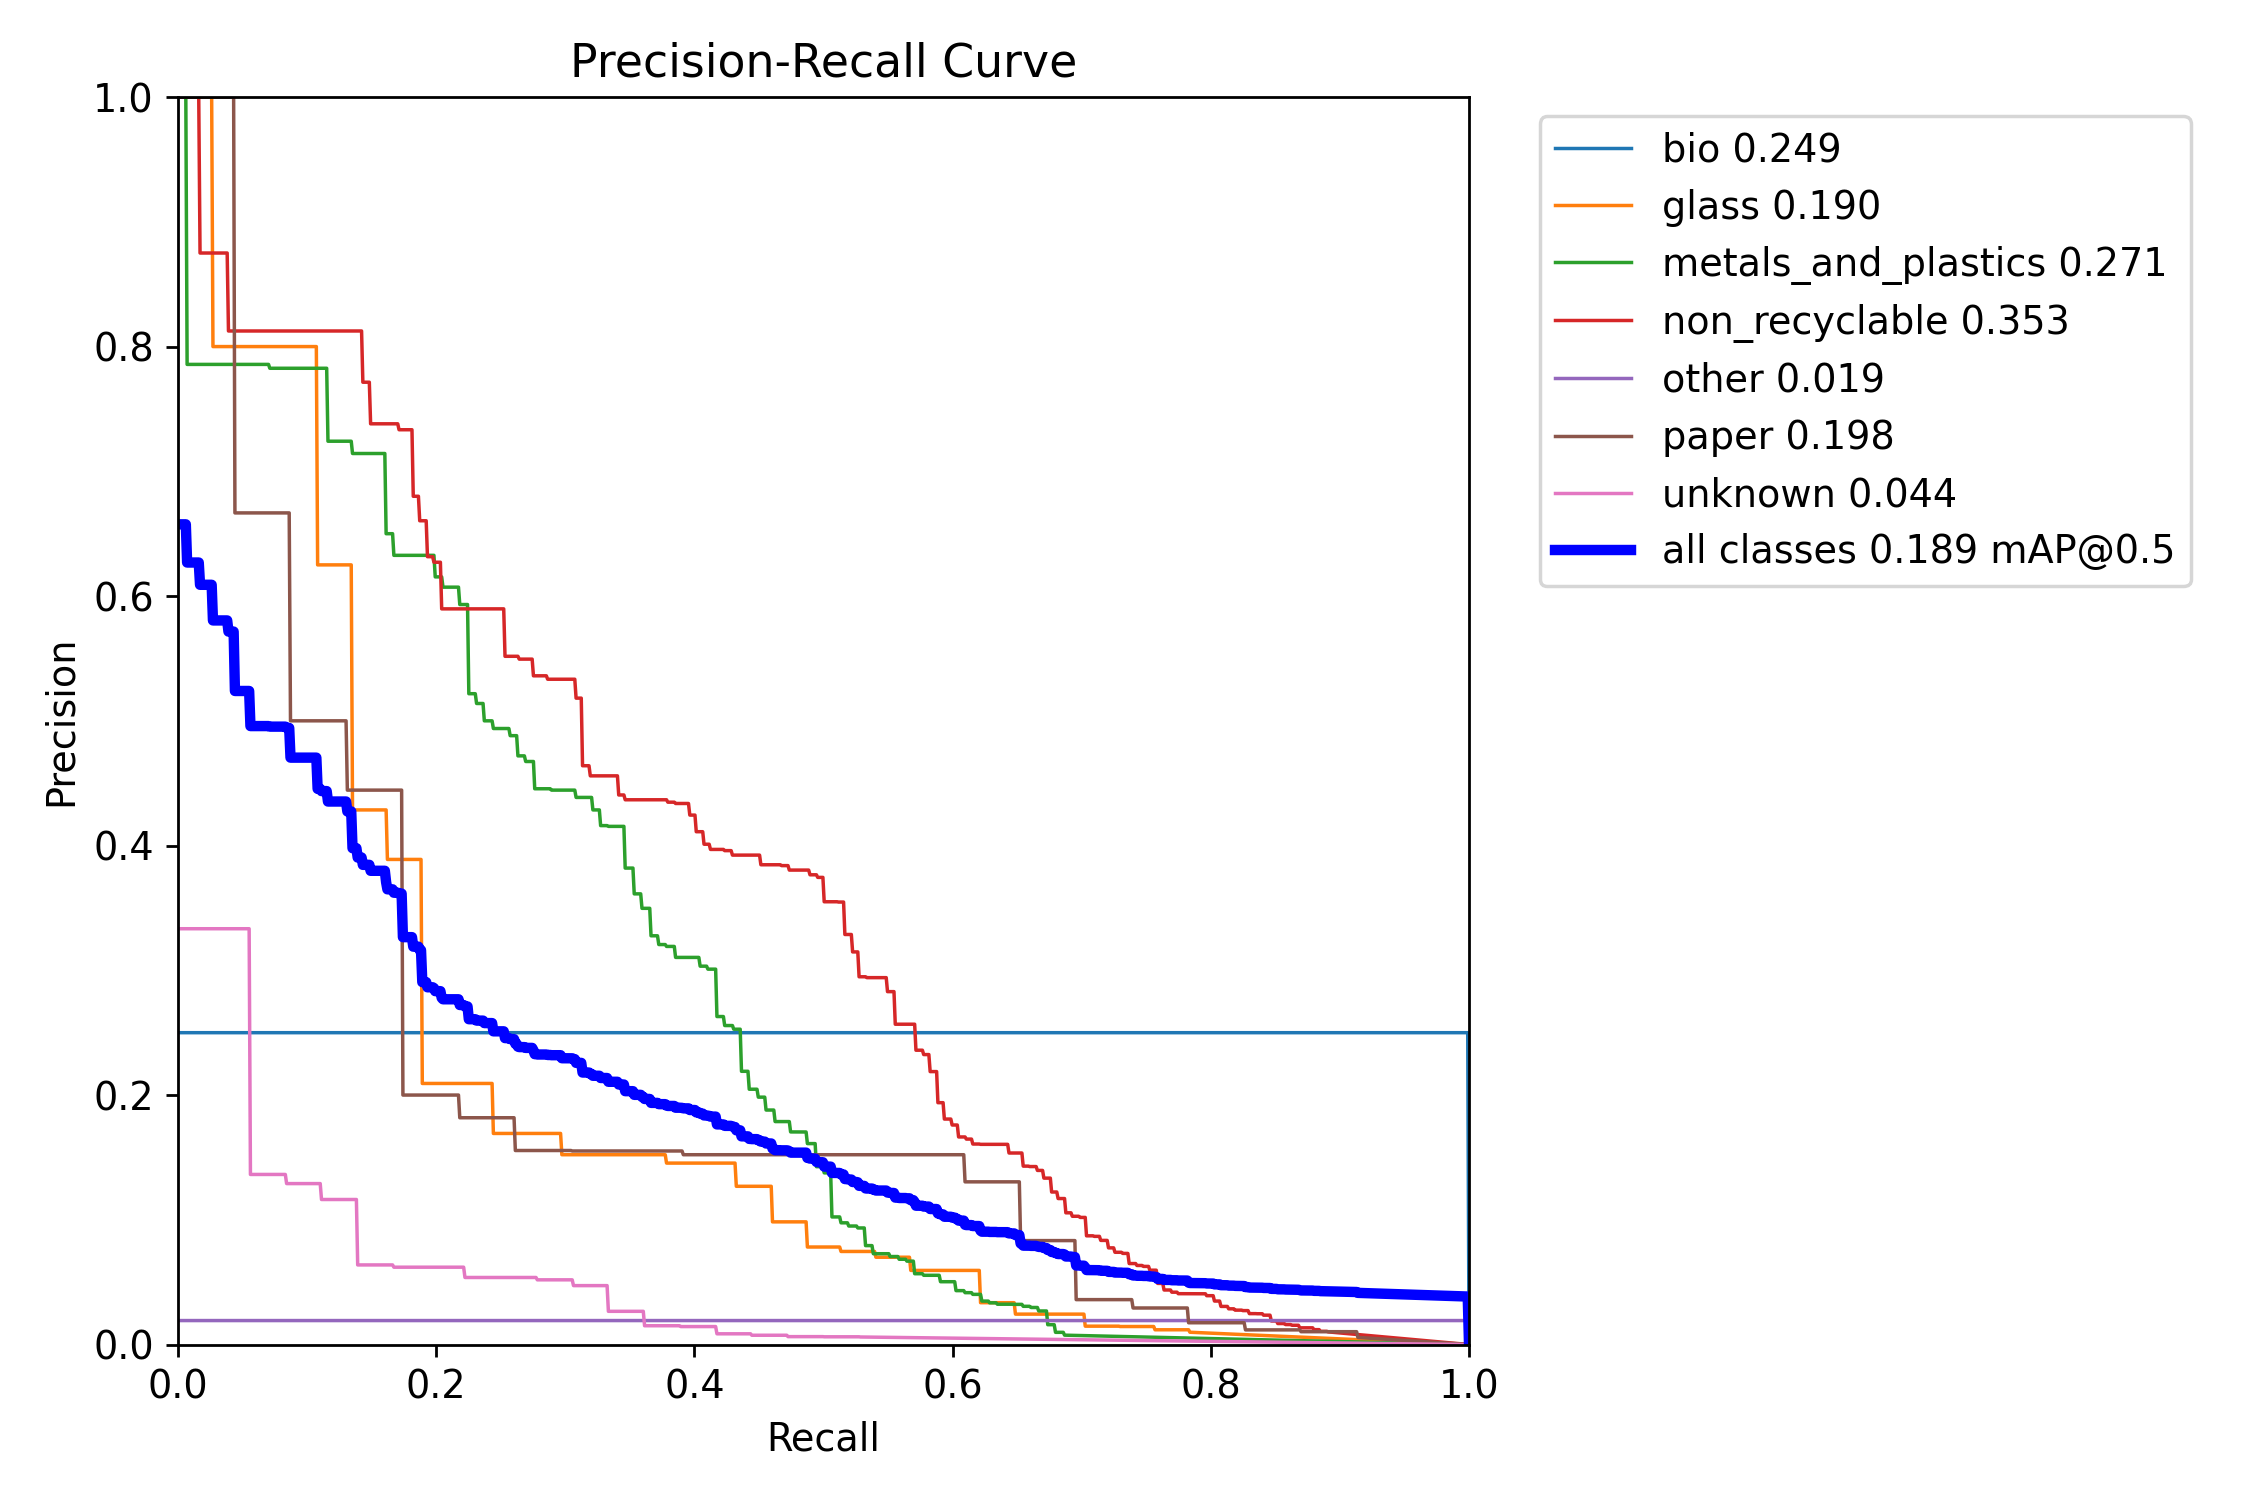 Precision-Recall Curve
1.0
0.8
0.6
0.4
0.2
0.0
Precision
0.0 0.2 0.4 0.6 0.8 1.0
Recall
bio 0.249
glass 0.190
metals_and_plastics 0.271
non_recyclable 0.353
other 0.019
paper 0.198
unknown 0.044
all classes 0.189 mAP@0.5